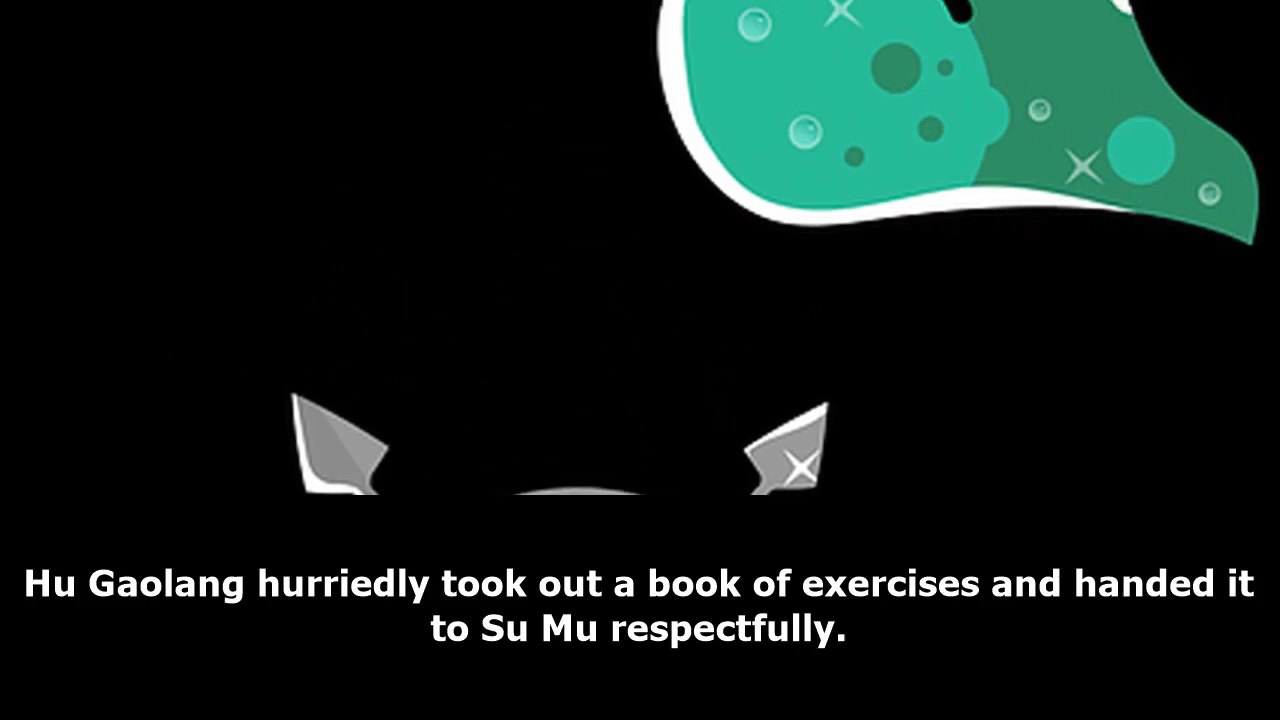 Hu Gaolang hurriedly took out a book of exercises and handed it
to Su Mu respectfully.